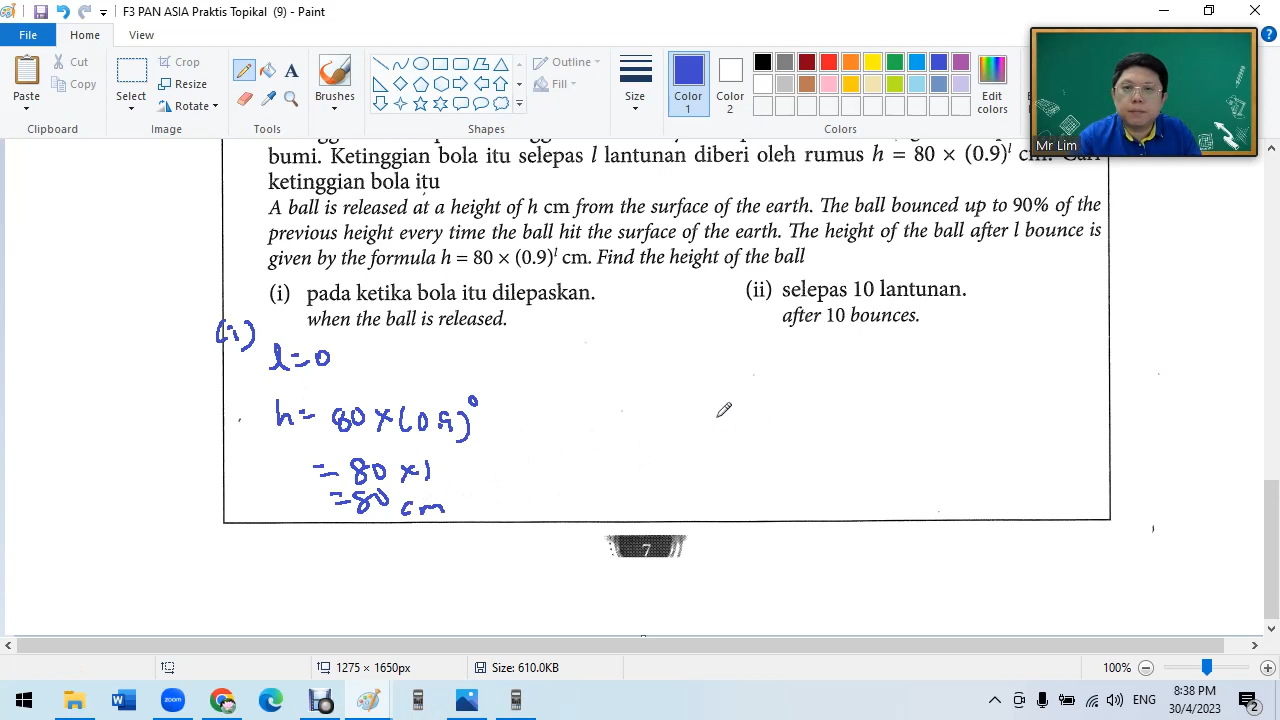 F3 PAN ASIA Praktis Topikal (9) - Paint
File Home View
Paste Cut Copy Clipboard
Select Crop Resize Rotate Image
Tools
Brushes
Outline Fill Shapes
Size
Color 1 Color 2 Edit colors Colors
Mr Lim
bumi. Ketinggian bola itu selepas l lantunan diberi oleh rumus h = 80 × (0.9)^l cm. Cari
ketinggian bola itu
A ball is released at a height of h cm from the surface of the earth. The ball bounced up to 90% of the
previous height every time the ball hit the surface of the earth. The height of the ball after l bounce is
given by the formula h = 80 × (0.9)^l cm. Find the height of the ball
(i) pada ketika bola itu dilepaskan.
when the ball is released.
(ii) selepas 10 lantunan.
after 10 bounces.
(i)
l = 0
h = 80 × (0.9)^0
= 80 × 1
= 80 cm
7
1275 × 1650px
Size: 610.0KB
100%
zoom
ENG
8:38 PM
30/4/2023
2